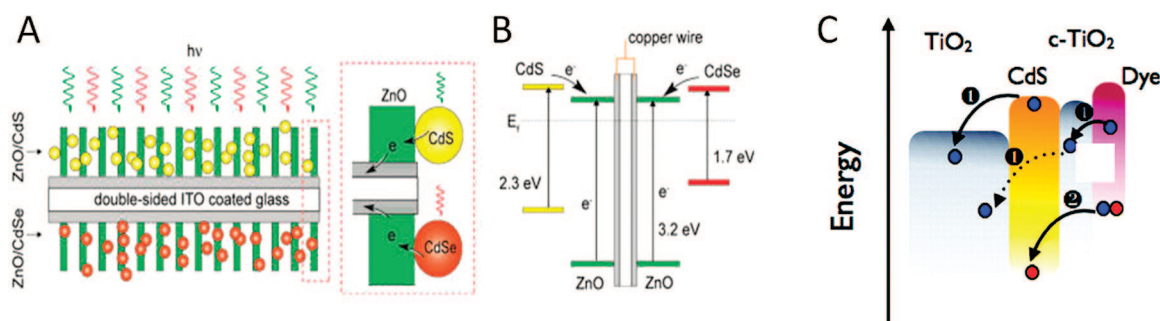 A
hν
ZnO/CdS
double-sided ITO coated glass
ZnO/CdSe
ZnO
CdS
e
e
CdSe
B
copper wire
CdS
e-
e-
CdSe
Ef
2.3 eV
1.7 eV
e-
e-
3.2 eV
ZnO
ZnO
C
TiO2
c-TiO2
CdS
Dye
Energy
1
1
1
2